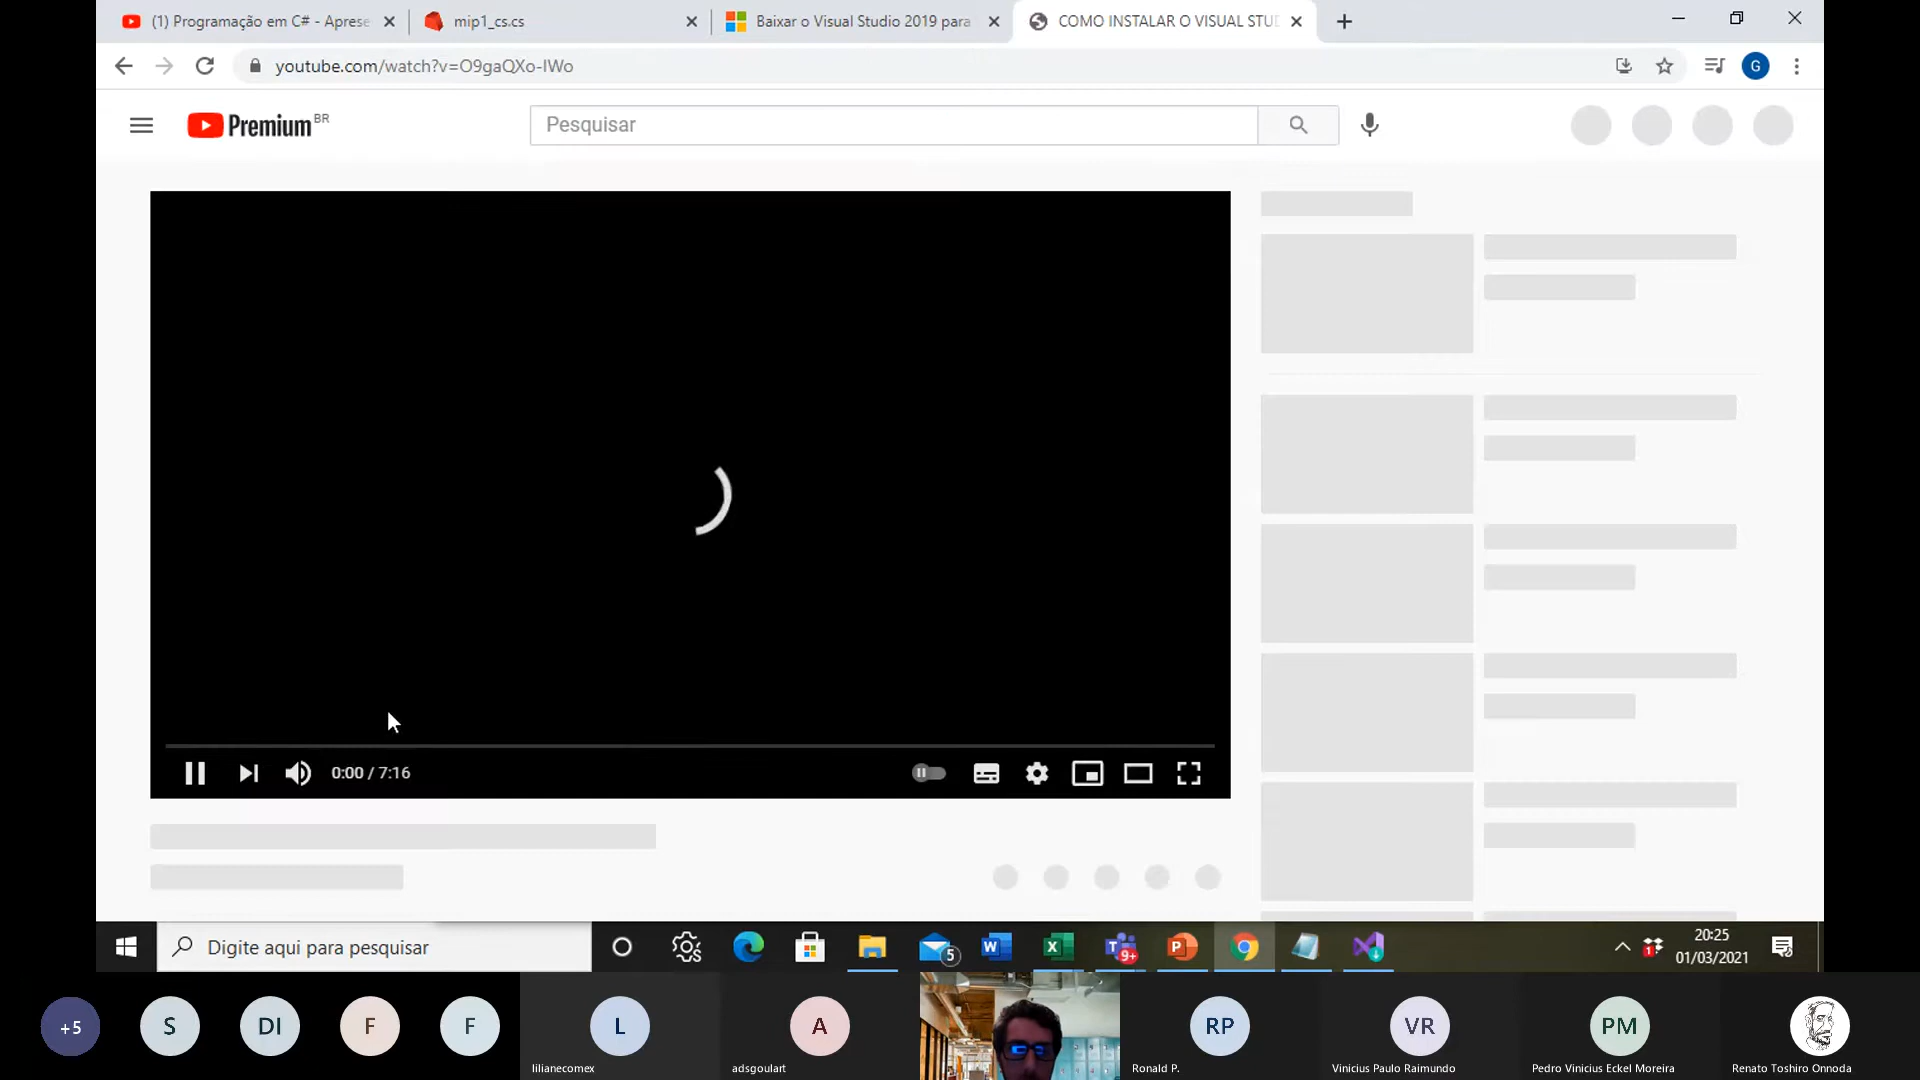 (1) Programação em C# - Aprese
mip1_cs.cs
Baixar o Visual Studio 2019 para
COMO INSTALAR O VISUAL STUD
youtube.com/watch?v=O9gaQXo-IWo
G
Premium BR
Pesquisar
0:00 / 7:16
Digite aqui para pesquisar
5
9+
1
20:25
01/03/2021
+5
S
DI
F
F
L
A
RP
VR
PM
lilianecomex
adsgoulart
Ronald P.
Vinicius Paulo Raimundo
Pedro Vinicius Eckel Moreira
Renato Toshiro Onnoda